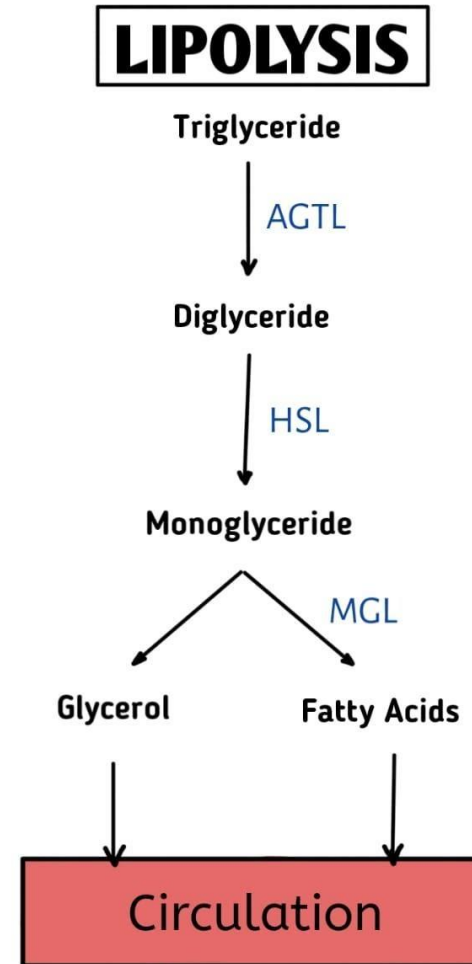 LIPOLYSIS
Triglyceride
AGTL
Diglyceride
HSL
Monoglyceride
MGL
Glycerol
Fatty Acids
Circulation